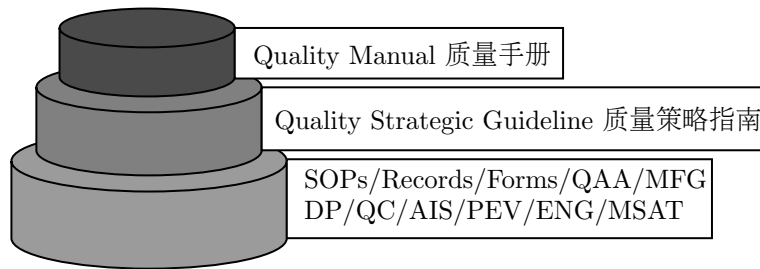 Quality Manual 质量手册
Quality Strategic Guideline 质量策略指南
SOPs/Records/Forms/QAA/MFG
DP/QC/AIS/PEV/ENG/MSAT